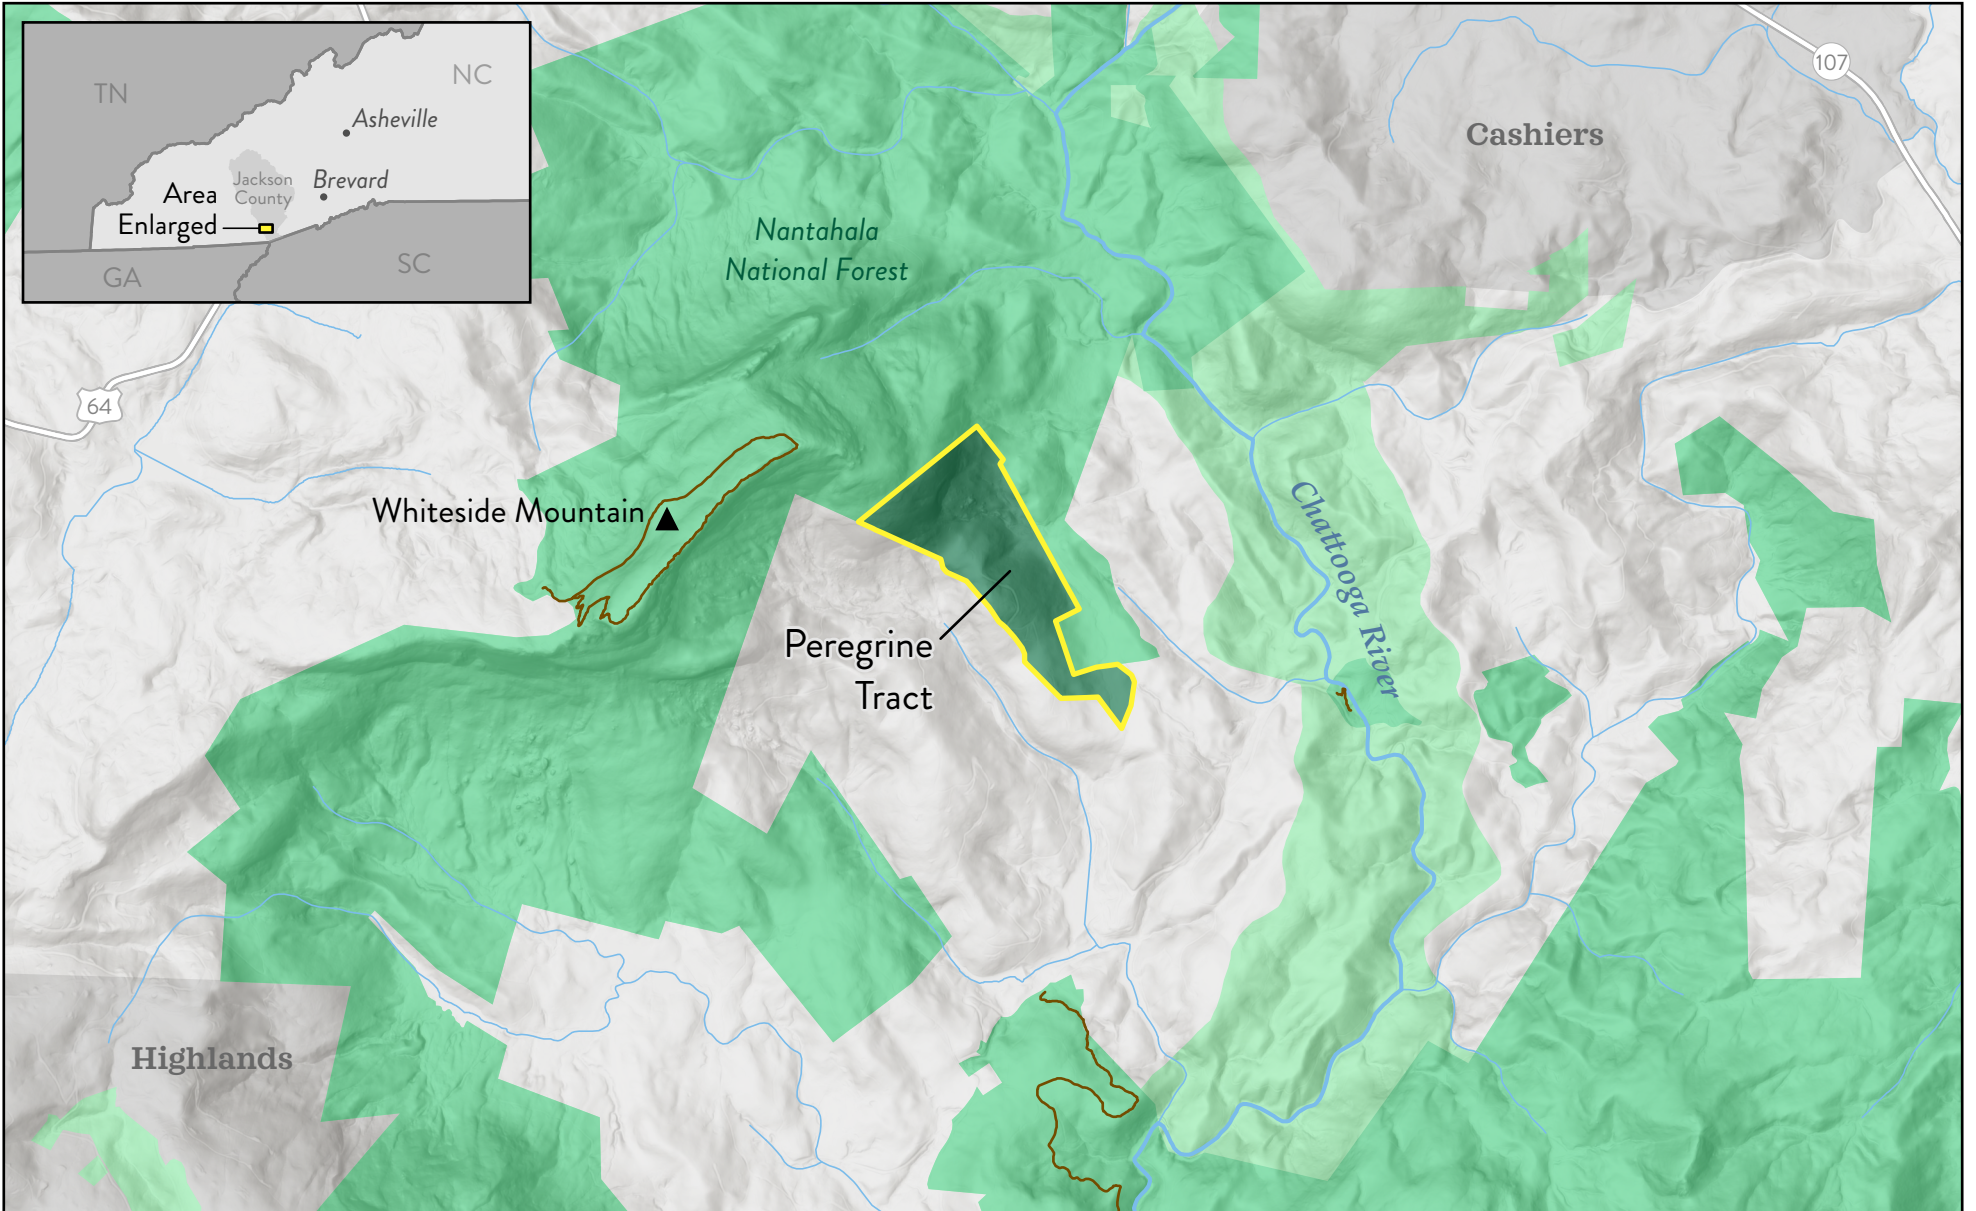 TN
NC
Asheville
Jackson
County
Brevard
Area
Enlarged
GA
SC
107
Cashiers
Nantahala
National Forest
64
Whiteside Mountain
Chattooga River
Peregrine
Tract
Highlands